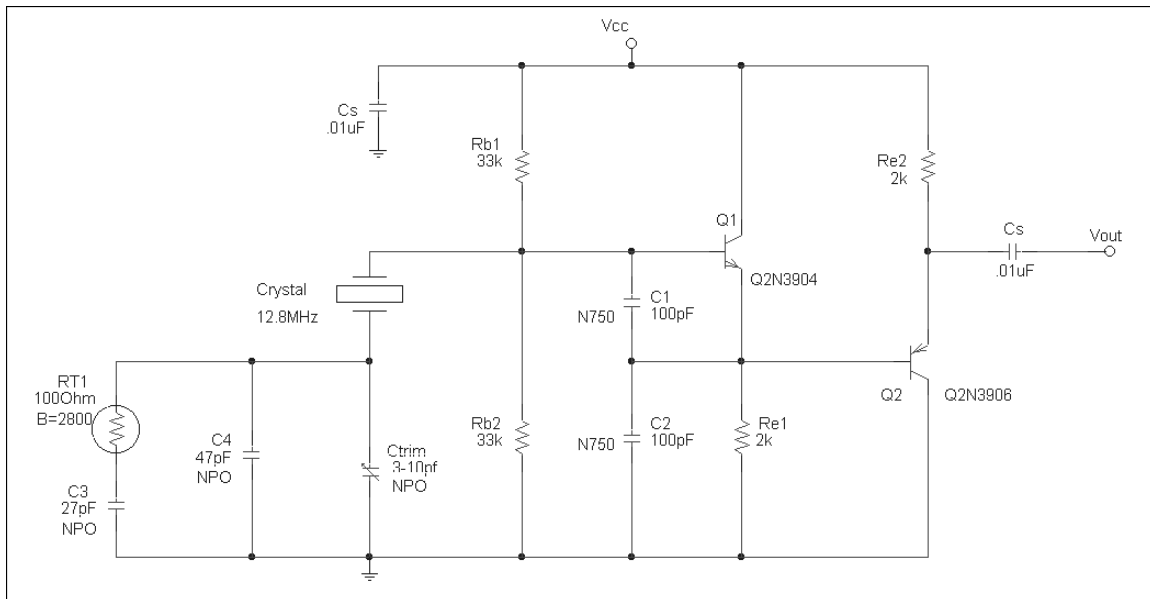 Vcc
Cs
.01uF
Rb1
33k
Re2
2k
Q1
Cs
.01uF
Vout
Q2N3904
Crystal
12.8MHz
C1
100pF
N750
RT1
100Ohm
B=2800
Q2
Q2N3906
C4
47pF
NPO
Ctrim
3-10pf
NPO
Rb2
33k
N750
C2
100pF
Re1
2k
C3
27pF
NPO